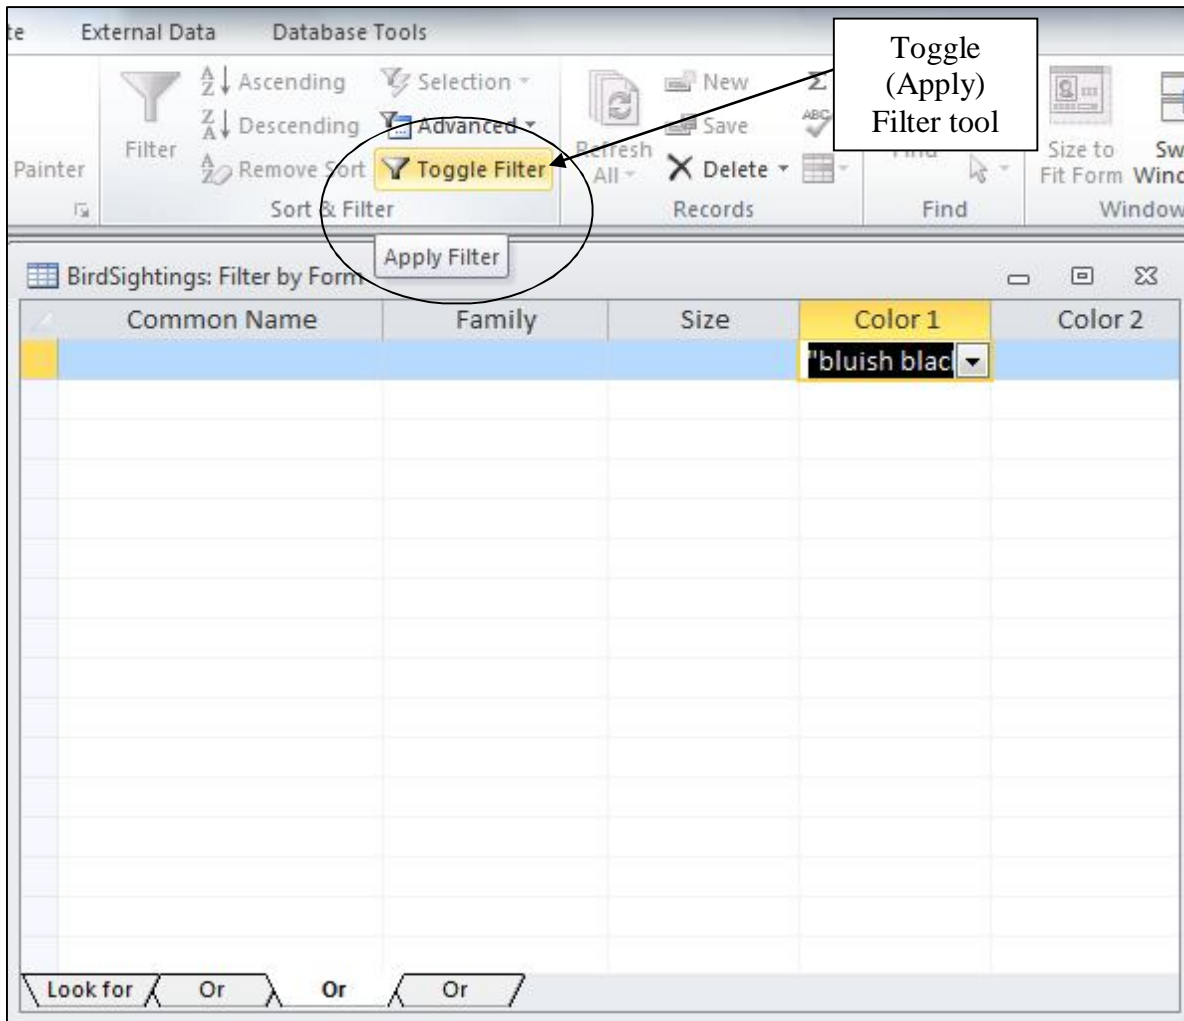 External Data Database Tools
Toggle
(Apply)
Filter tool
Ascending Selection New Σ
Descending Advanced Save ABC
Filter Remove Sort Toggle Filter Refresh
All Delete Find Size to
Fit Form
Painter
Sort & Filter Records Find Window
Apply Filter
BirdSightings: Filter by Form
Common Name Family Size Color 1 Color 2
"bluish blac
Look for Or Or Or